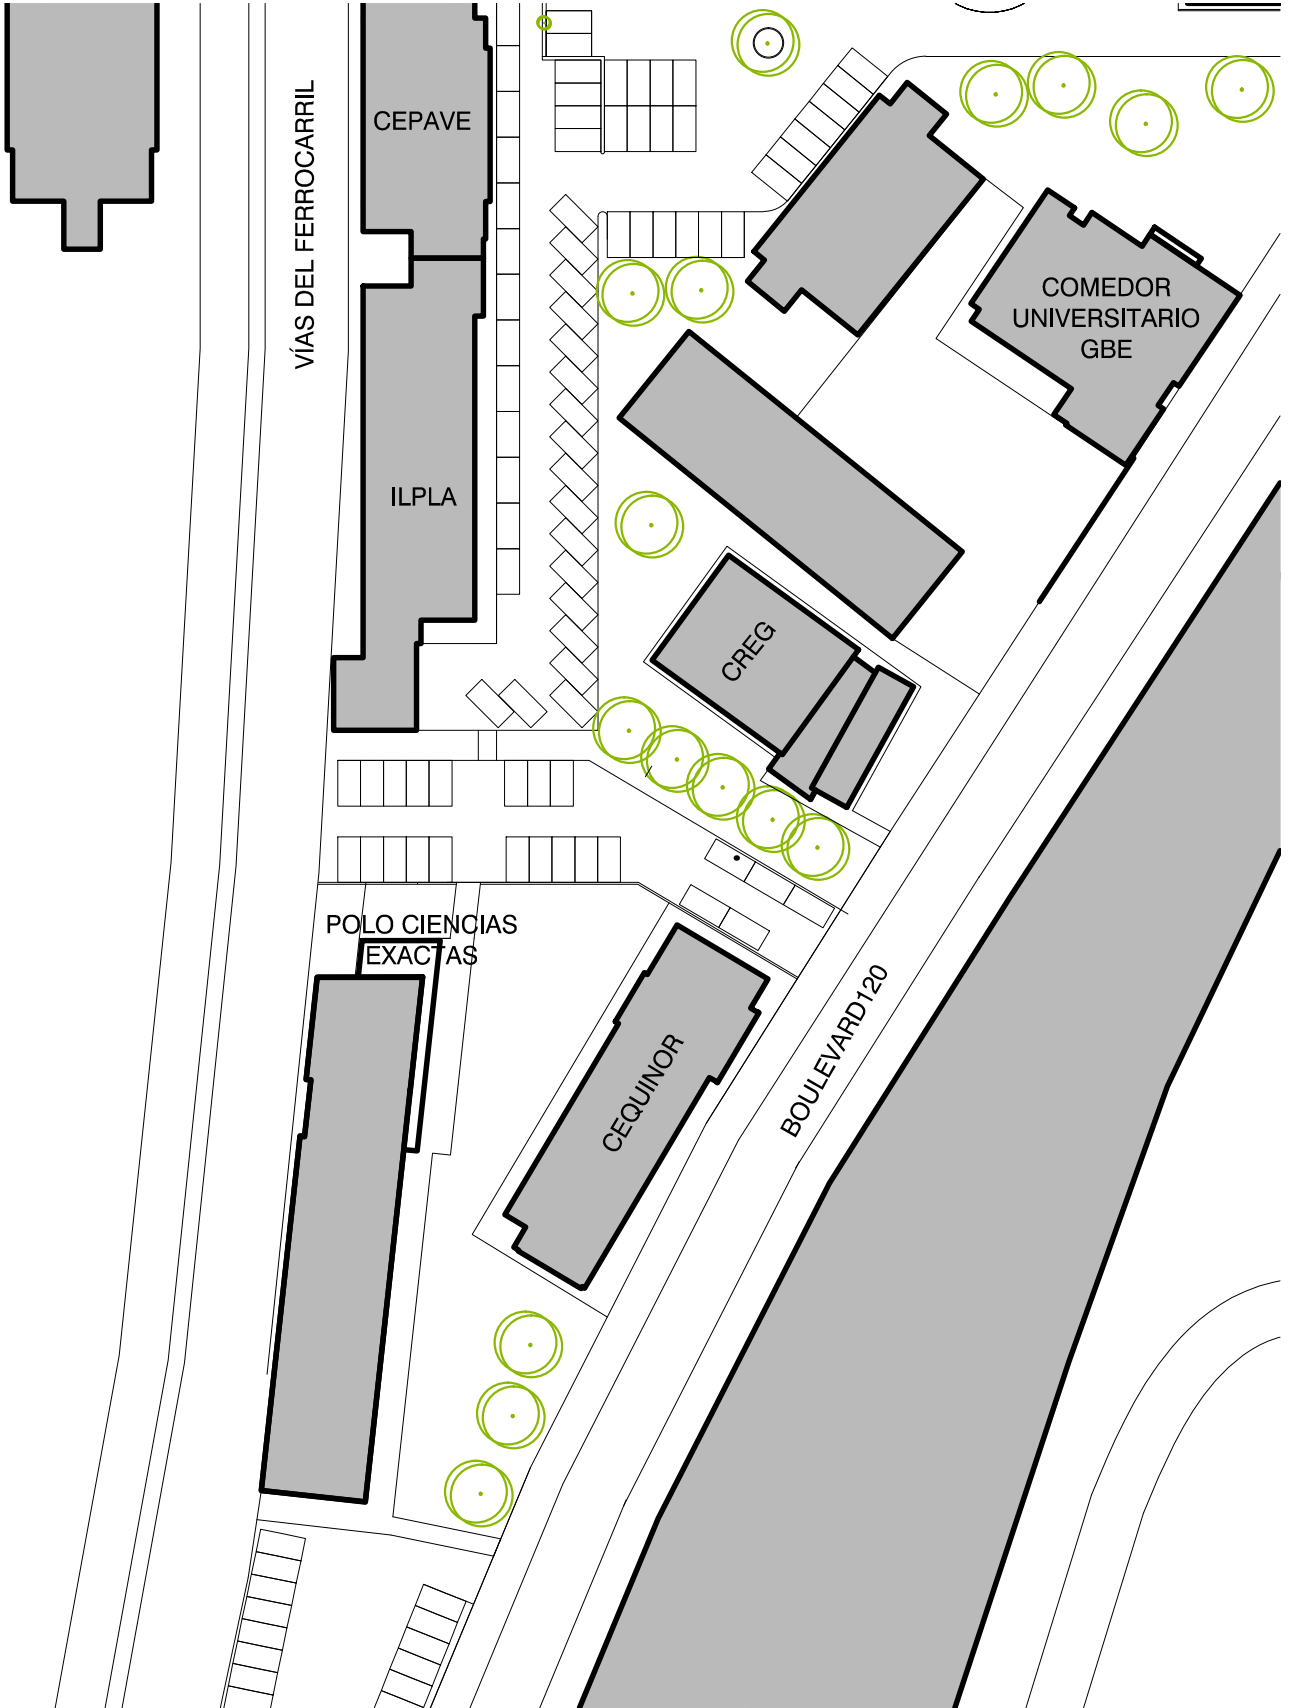 CEPAVE
VÍAS DEL FERROCARRIL
COMEDOR
UNIVERSITARIO
GBE
ILPLA
CREG
POLO CIENCIAS
EXACTAS
CEQUINOR
BOULEVARD120